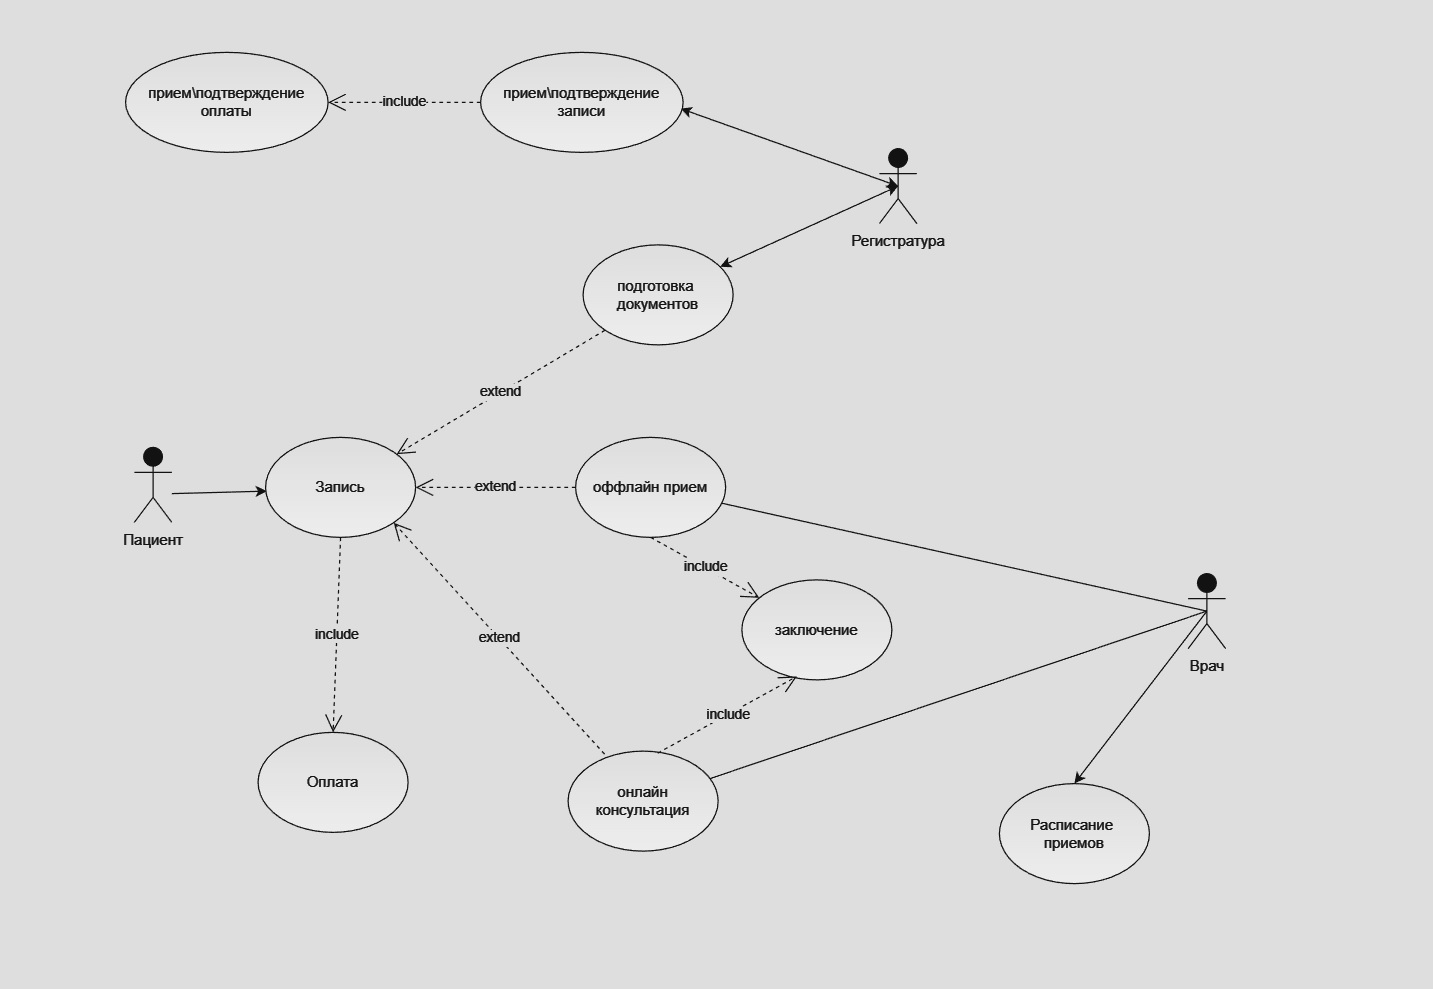 прием\подтверждение
оплаты
include
прием\подтверждение
записи
Регистратура
подготовка
документов
extend
Пациент
Запись
extend
оффлайн прием
include
заключение
Врач
include
extend
include
Оплата
онлайн
консультация
Расписание
приемов